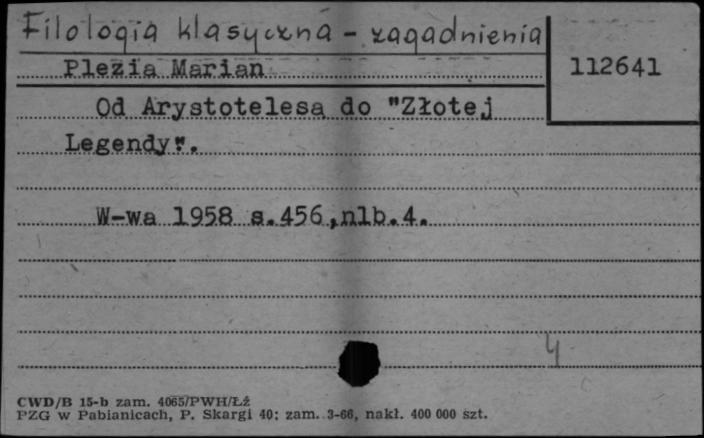 Filologia klasyczna - zagadnienia
Plezia Marian
112641
Od Arystotelesa do "Złotej
Legendy".
W-wa 1958 s.456,nlb.4.
4
CWD/B 15-b zam. 4065/PWH/Łź
PZG w Pabianicach, P. Skargi 40; zam. 3-66, nakł. 400 000 szt.